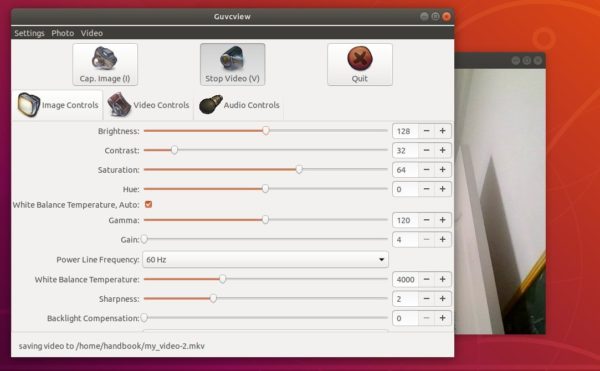 Guvcview
Settings Photo Video
Cap. Image (I) Stop Video (V) Quit
Image Controls Video Controls Audio Controls
Brightness: 128
Contrast: 32
Saturation: 64
Hue: 0
White Balance Temperature, Auto:
Gamma: 120
Gain: 4
Power Line Frequency: 60 Hz
White Balance Temperature: 4000
Sharpness: 2
Backlight Compensation: 0
saving video to /home/handbook/my_video-2.mkv